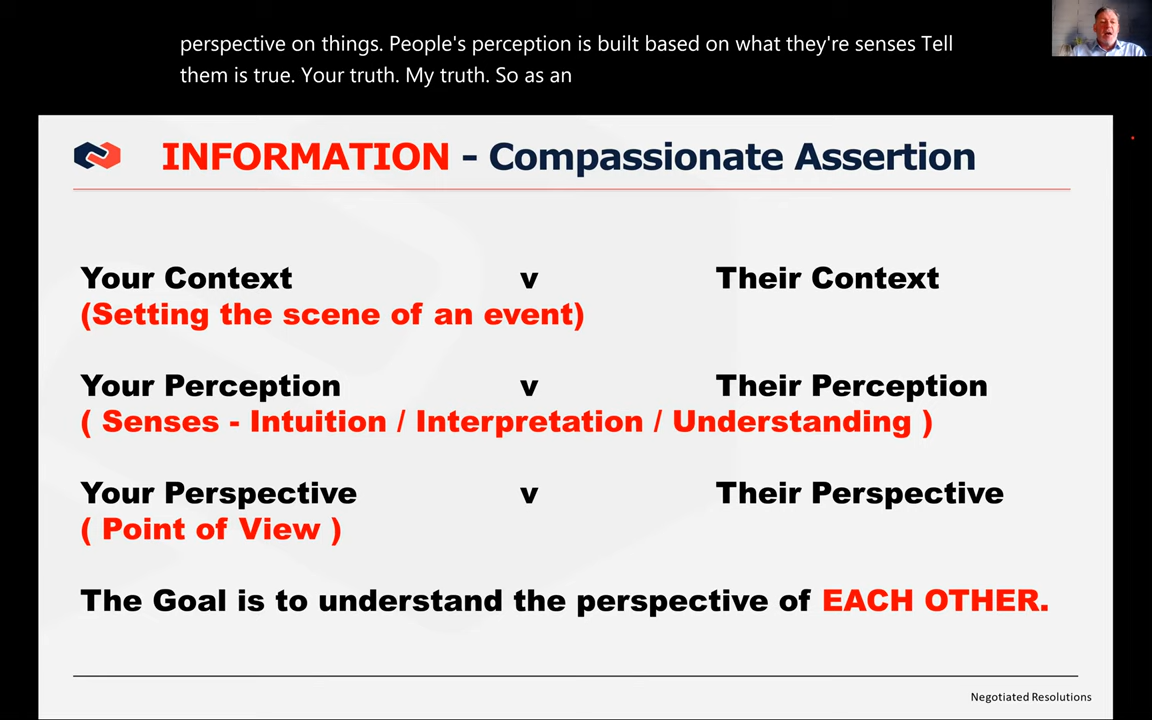 perspective on things. People's perception is built based on what they're senses Tell
them is true. Your truth. My truth. So as an
INFORMATION - Compassionate Assertion
Your Context v Their Context
(Setting the scene of an event)
Your Perception v Their Perception
( Senses - Intuition / Interpretation / Understanding )
Your Perspective v Their Perspective
( Point of View )
The Goal is to understand the perspective of EACH OTHER.
Negotiated Resolutions